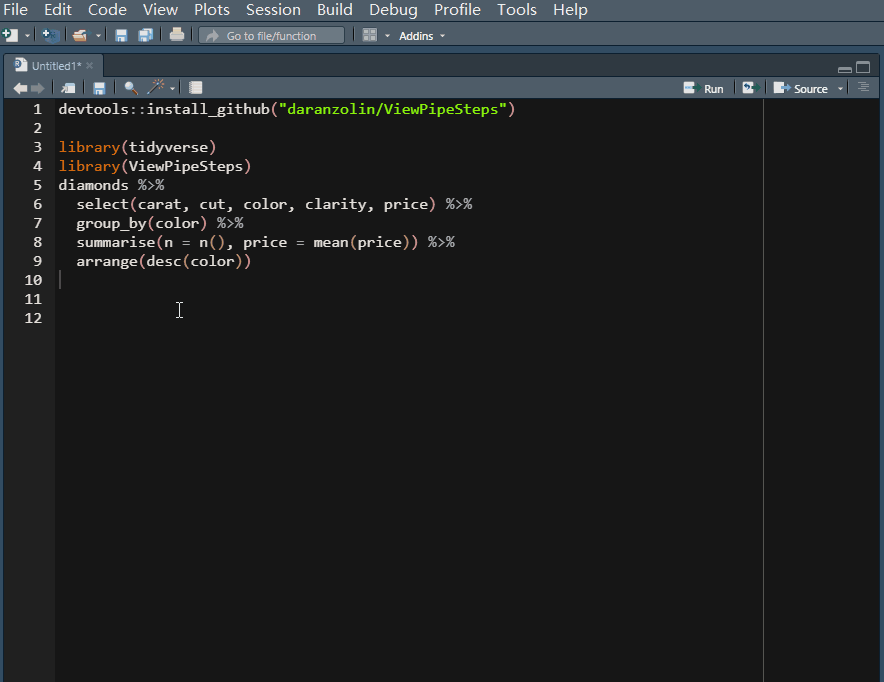 File Edit Code View Plots Session Build Debug Profile Tools Help
Go to file/function Addins
Untitled1*
Run Source
1 devtools::install_github("daranzolin/ViewPipeSteps")
2
3 library(tidyverse)
4 library(ViewPipeSteps)
5 diamonds %>%
6 select(carat, cut, color, clarity, price) %>%
7 group_by(color) %>%
8 summarise(n = n(), price = mean(price)) %>%
9 arrange(desc(color))
10
11
12